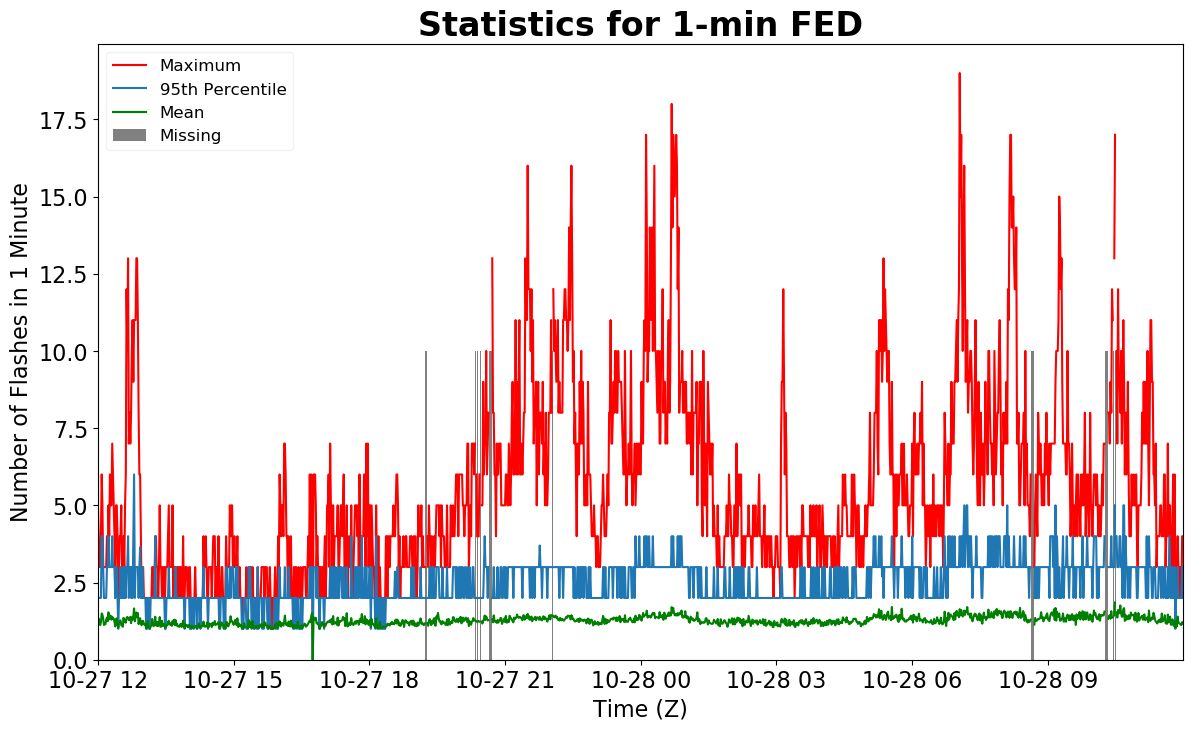 Statistics for 1-min FED
Maximum
95th Percentile
Mean
Missing
Number of Flashes in 1 Minute
17.5
15.0
12.5
10.0
7.5
5.0
2.5
0.0
10-27 12 10-27 15 10-27 18 10-27 21 10-28 00 10-28 03 10-28 06 10-28 09
Time (Z)